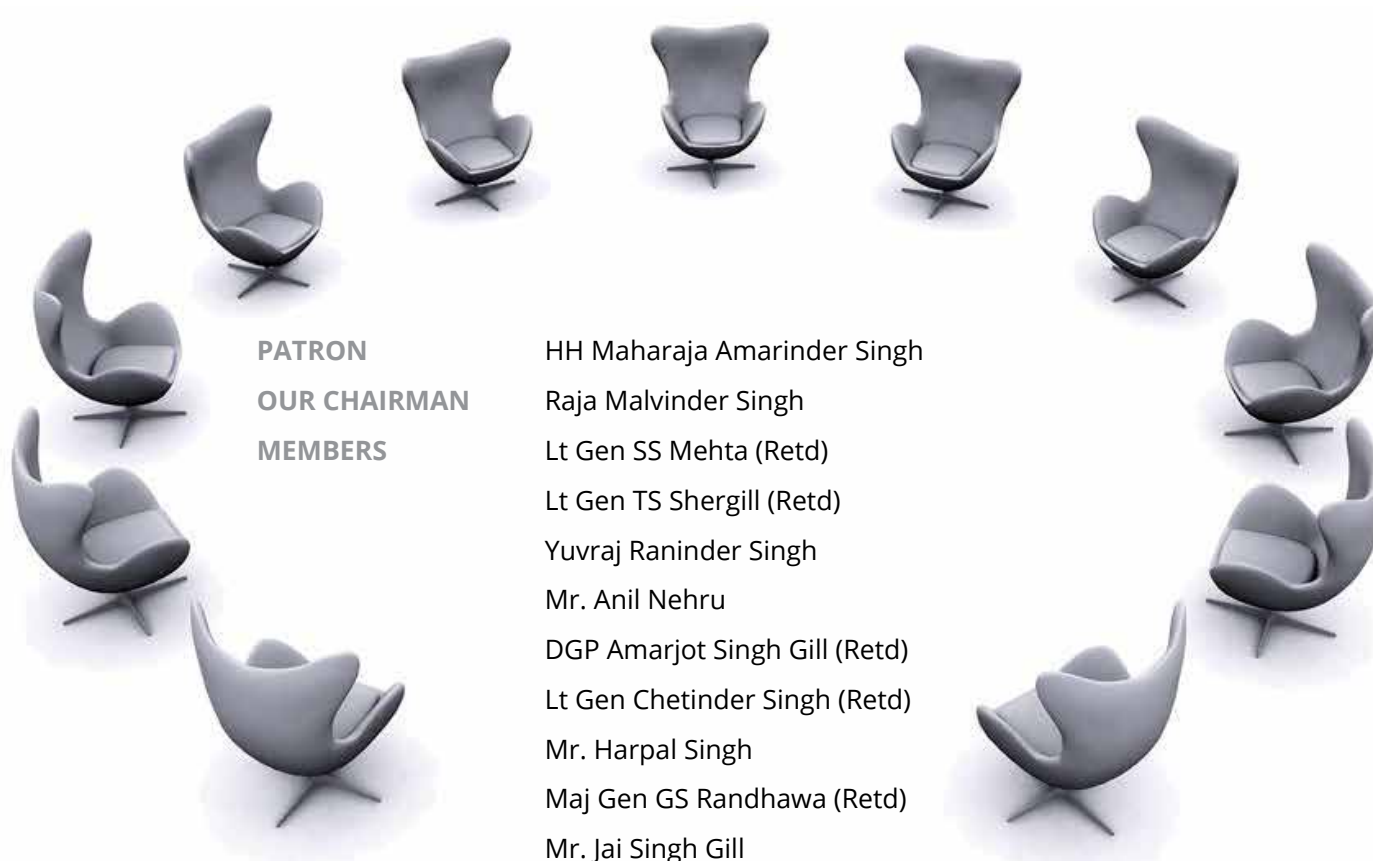 PATRON HH Maharaja Amarinder Singh
OUR CHAIRMAN Raja Malvinder Singh
MEMBERS Lt Gen SS Mehta (Retd)
Lt Gen TS Shergill (Retd)
Yuvraj Raninder Singh
Mr. Anil Nehru
DGP Amarjot Singh Gill (Retd)
Lt Gen Chetinder Singh (Retd)
Mr. Harpal Singh
Maj Gen GS Randhawa (Retd)
Mr. Jai Singh Gill